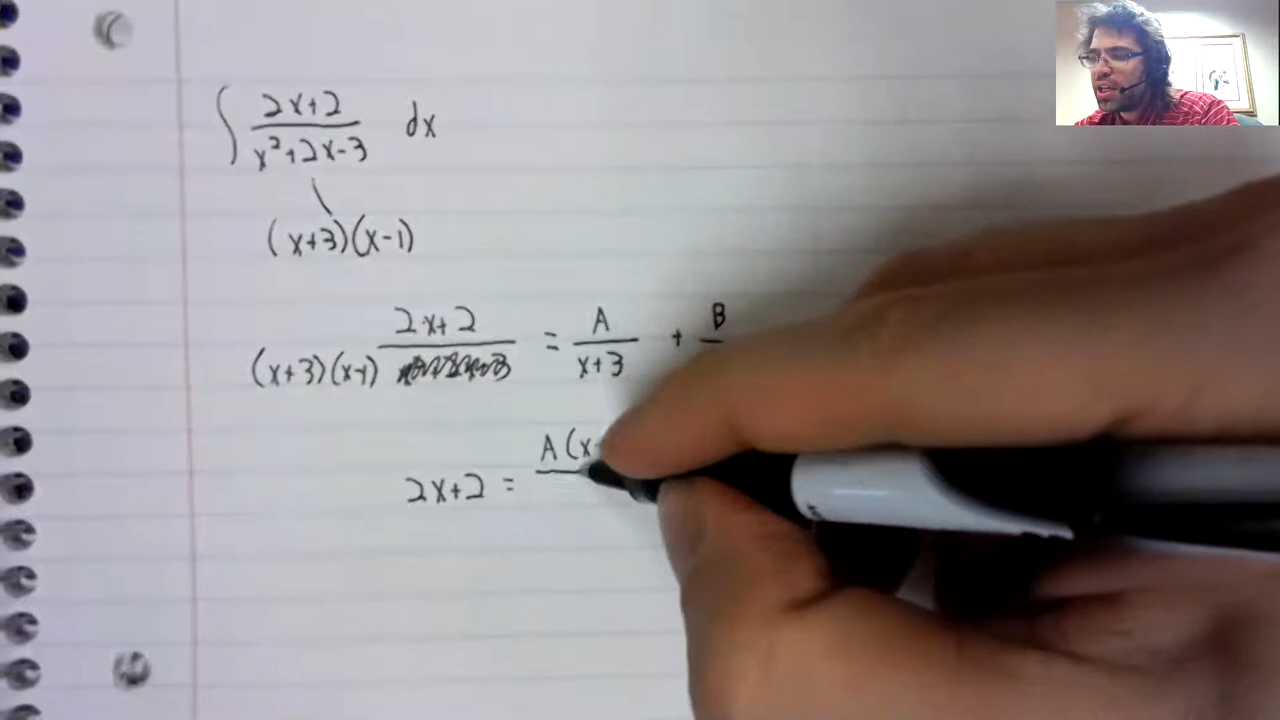 ∫ (2x+2)/(x²+2x-3) dx
(x+3)(x-1)
(x+3)(x-1) 2x+2 = A/(x+3) + B
2x+2 = A(x